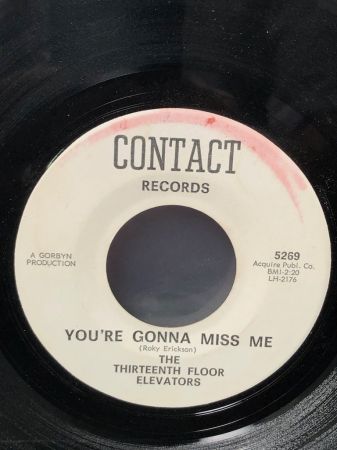 CONTACT
RECORDS
A GORBYN
PRODUCTION
5269
Acquire Publ. Co.
BMI-2:20
LH-2176
YOU'RE GONNA MISS ME
(Roky Erickson)
THE
THIRTEENTH FLOOR
ELEVATORS